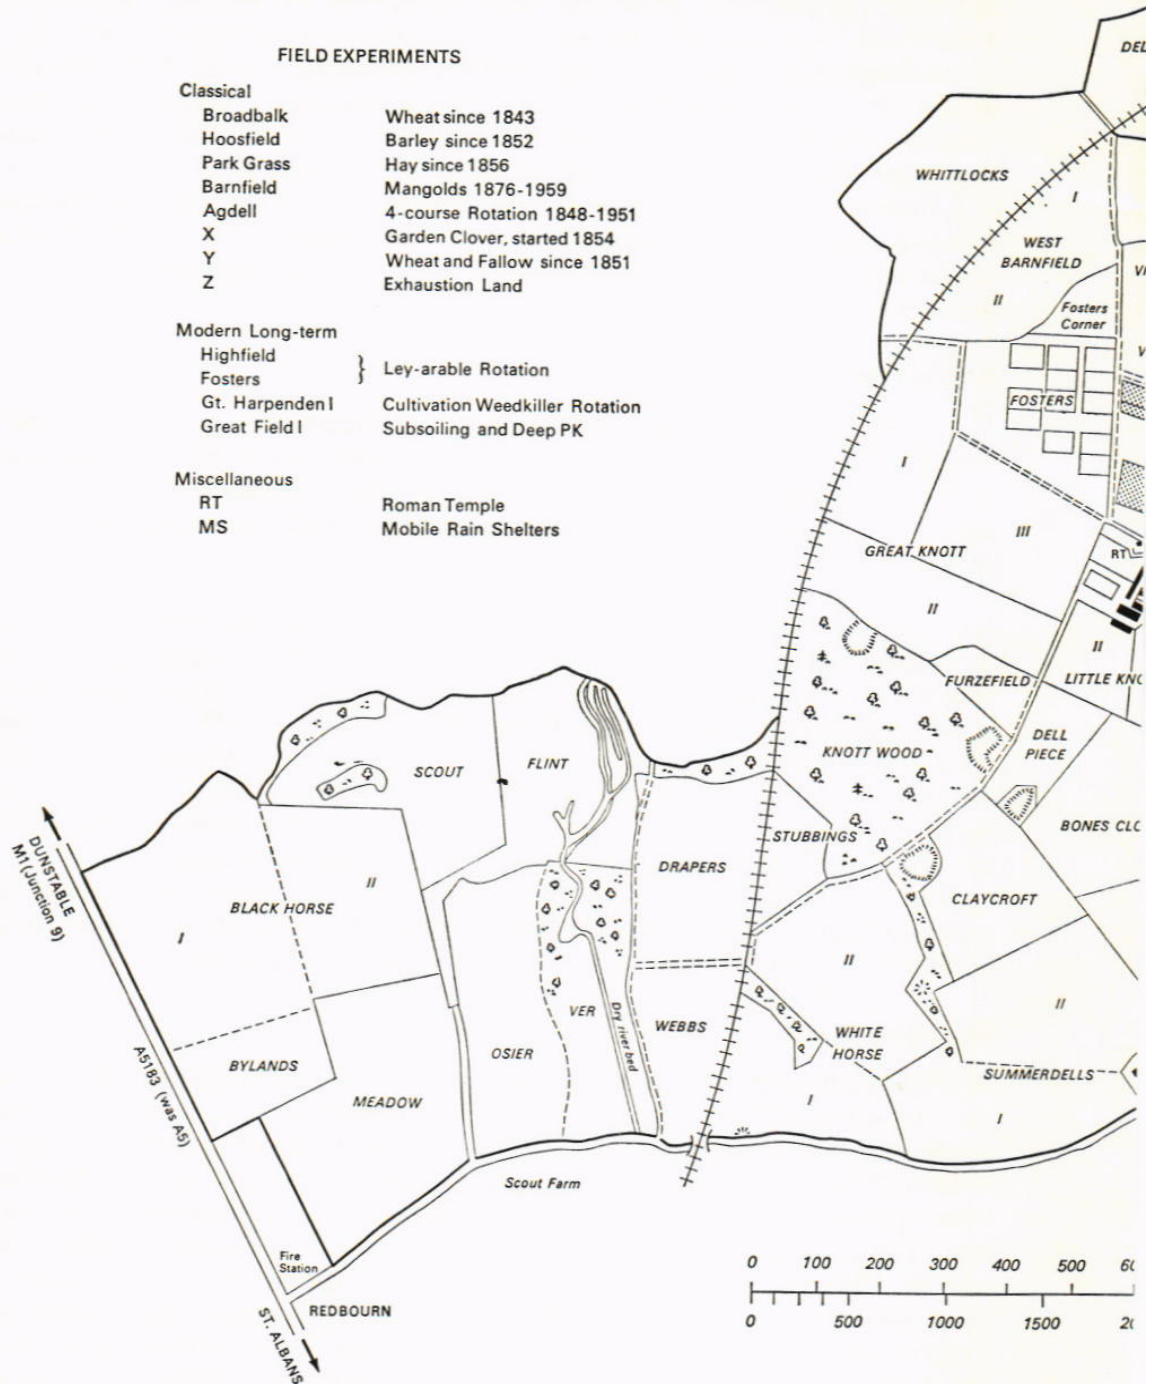 FIELD EXPERIMENTS
Classical
Broadbalk Wheat since 1843
Hoosfield Barley since 1852
Park Grass Hay since 1856
Barnfield Mangolds 1876-1959
Agdell 4-course Rotation 1848-1951
X Garden Clover, started 1854
Y Wheat and Fallow since 1851
Z Exhaustion Land
Modern Long-term
Highfield
Fosters
} Ley-arable Rotation
Gt. Harpenden I Cultivation Weedkiller Rotation
Great Field I Subsoiling and Deep PK
Miscellaneous
RT Roman Temple
MS Mobile Rain Shelters
DEL
WHITTLOCKS
I
WEST
BARNFIELD
II
Fosters
Corner
V
FOSTERS
I
III
GREAT KNOTT
II
RT
II
LITTLE KNO
FURZEFIELD
KNOTT WOOD
DELL
PIECE
BONES CLO
STUBBINGS
CLAYCROFT
SCOUT
FLINT
DRAPERS
BLACK HORSE
I
II
II
II
DUNSTABLE
M1 (Junction 9)
VER
Dry river bed
WEBBS
WHITE
HORSE
OSIER
BYLANDS
MEADOW
SUMMERDELLS
I
I
A5183 (was A5)
Scout Farm
Fire
Station
REDBOURN
ST. ALBANS
0 100 200 300 400 500
0 500 1000 1500